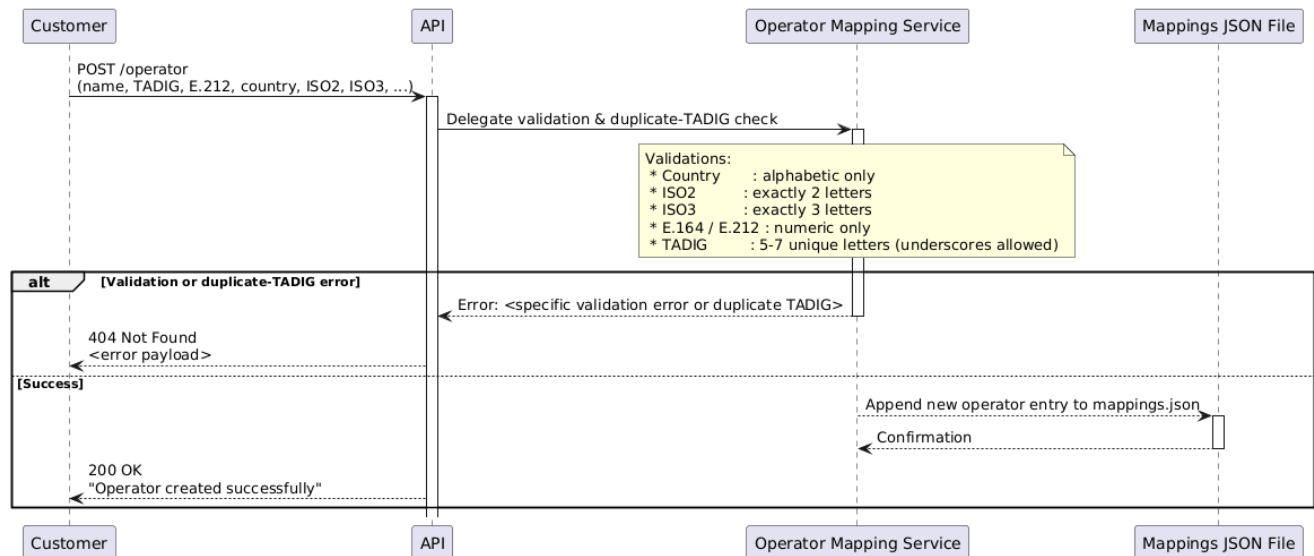 Customer
API
Operator Mapping Service
Mappings JSON File
POST /operator
(name, TADIG, E.212, country, ISO2, ISO3, ...)
Delegate validation & duplicate-TADIG check
Validations:
* Country : alphabetic only
* ISO2 : exactly 2 letters
* ISO3 : exactly 3 letters
* E.164 / E.212 : numeric only
* TADIG : 5-7 unique letters (underscores allowed)
alt
[Validation or duplicate-TADIG error]
Error: <specific validation error or duplicate TADIG>
404 Not Found
<error payload>
[Success]
Append new operator entry to mappings.json
Confirmation
200 OK
"Operator created successfully"
Customer
API
Operator Mapping Service
Mappings JSON File